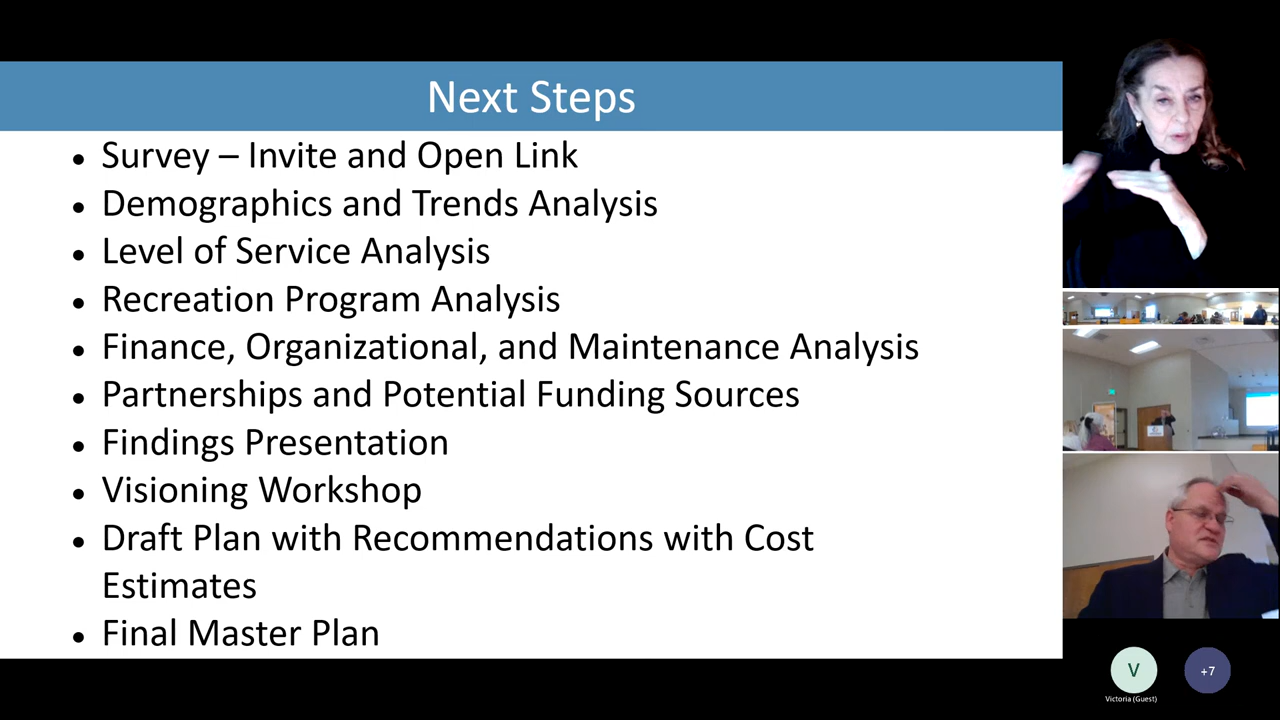 Next Steps
• Survey – Invite and Open Link
• Demographics and Trends Analysis
• Level of Service Analysis
• Recreation Program Analysis
• Finance, Organizational, and Maintenance Analysis
• Partnerships and Potential Funding Sources
• Findings Presentation
• Visioning Workshop
• Draft Plan with Recommendations with Cost
Estimates
• Final Master Plan
V
+7
Victoria (Guest)